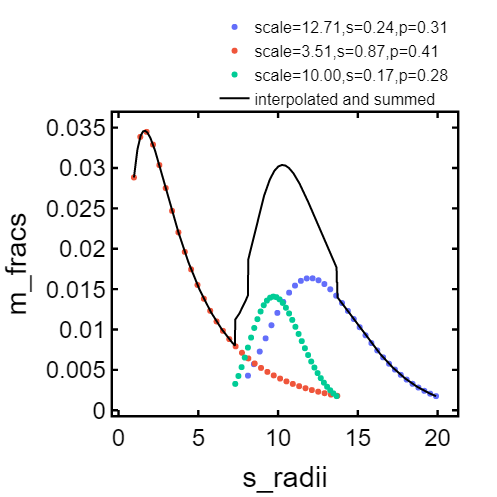 scale=12.71,s=0.24,p=0.31
scale=3.51,s=0.87,p=0.41
scale=10.00,s=0.17,p=0.28
interpolated and summed
0.035
0.03
0.025
0.02
0.015
0.01
0.005
0
m_fracs
0 5 10 15 20
s_radii